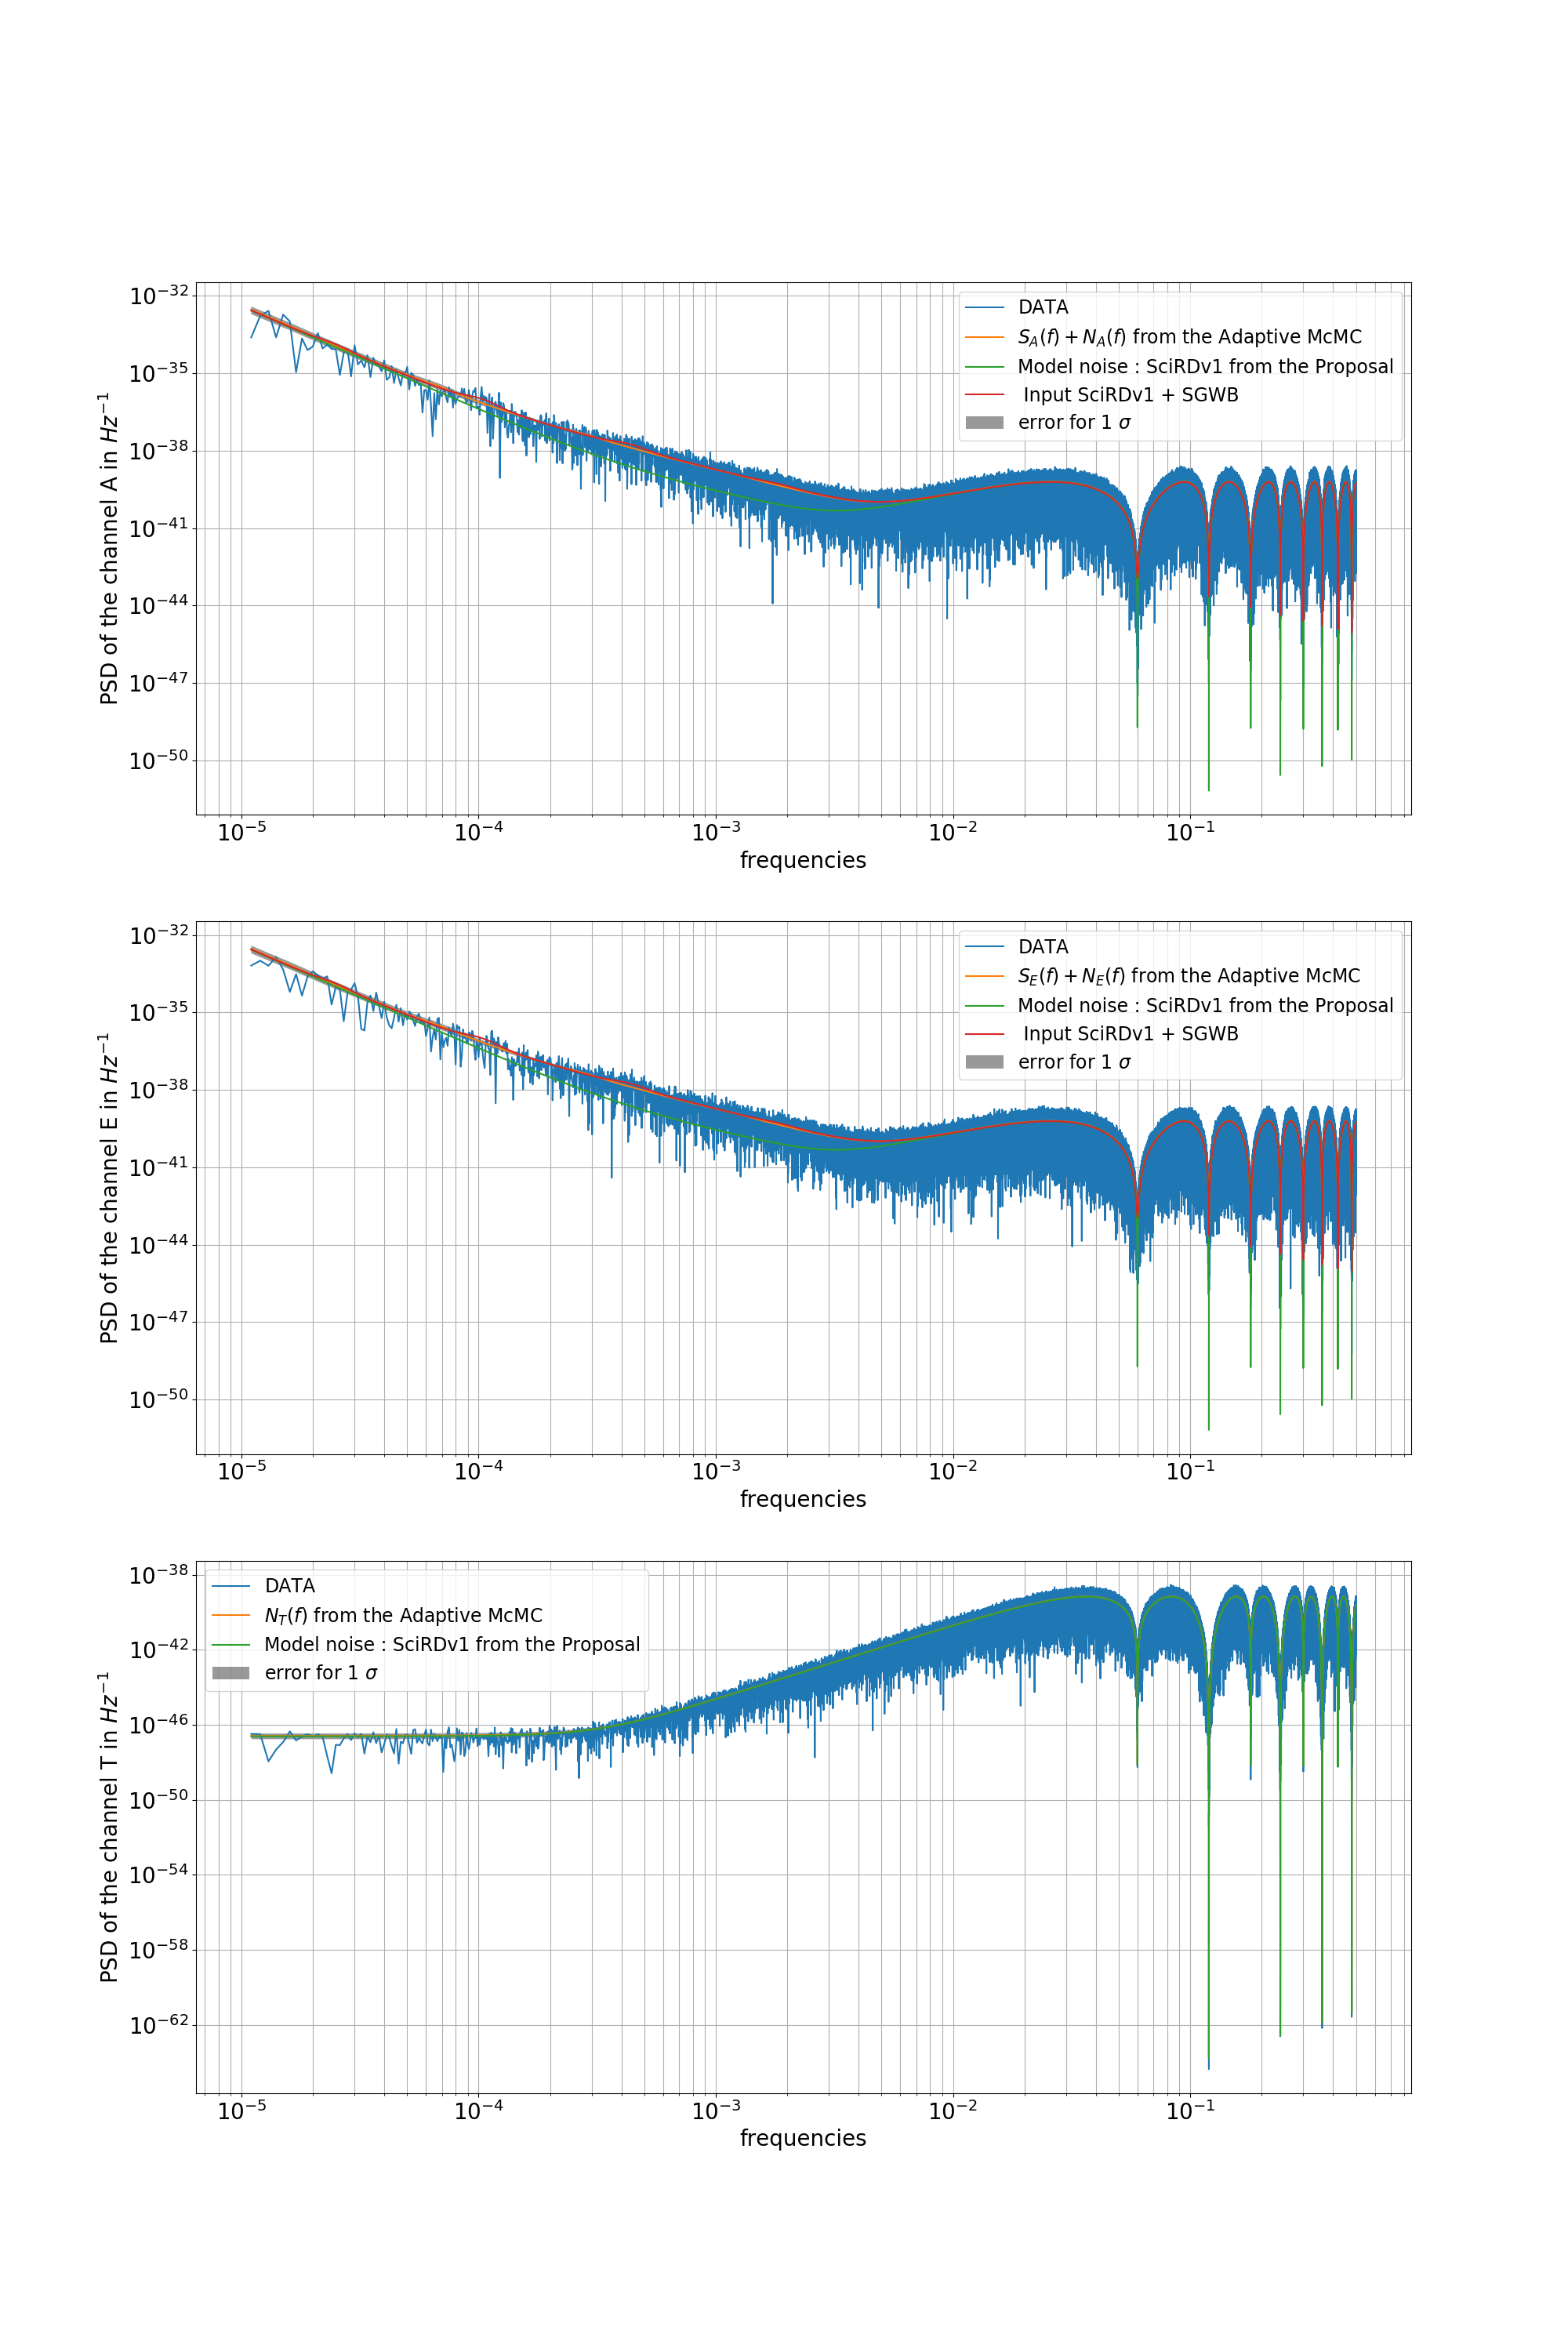 PSD of the channel A in Hz⁻¹
10⁻³²
10⁻³⁵
10⁻³⁸
10⁻⁴¹
10⁻⁴⁴
10⁻⁴⁷
10⁻⁵⁰
DATA
S_A(f) + N_A(f) from the Adaptive McMC
Model noise : SciRDv1 from the Proposal
Input SciRDv1 + SGWB
error for 1 σ
10⁻⁵ 10⁻⁴ 10⁻³ 10⁻² 10⁻¹
frequencies
PSD of the channel E in Hz⁻¹
10⁻³²
10⁻³⁵
10⁻³⁸
10⁻⁴¹
10⁻⁴⁴
10⁻⁴⁷
10⁻⁵⁰
DATA
S_E(f) + N_E(f) from the Adaptive McMC
Model noise : SciRDv1 from the Proposal
Input SciRDv1 + SGWB
error for 1 σ
10⁻⁵ 10⁻⁴ 10⁻³ 10⁻² 10⁻¹
frequencies
PSD of the channel T in Hz⁻¹
10⁻³⁸
10⁻⁴²
10⁻⁴⁶
10⁻⁵⁰
10⁻⁵⁴
10⁻⁵⁸
10⁻⁶²
DATA
N_T(f) from the Adaptive McMC
Model noise : SciRDv1 from the Proposal
error for 1 σ
10⁻⁵ 10⁻⁴ 10⁻³ 10⁻² 10⁻¹
frequencies